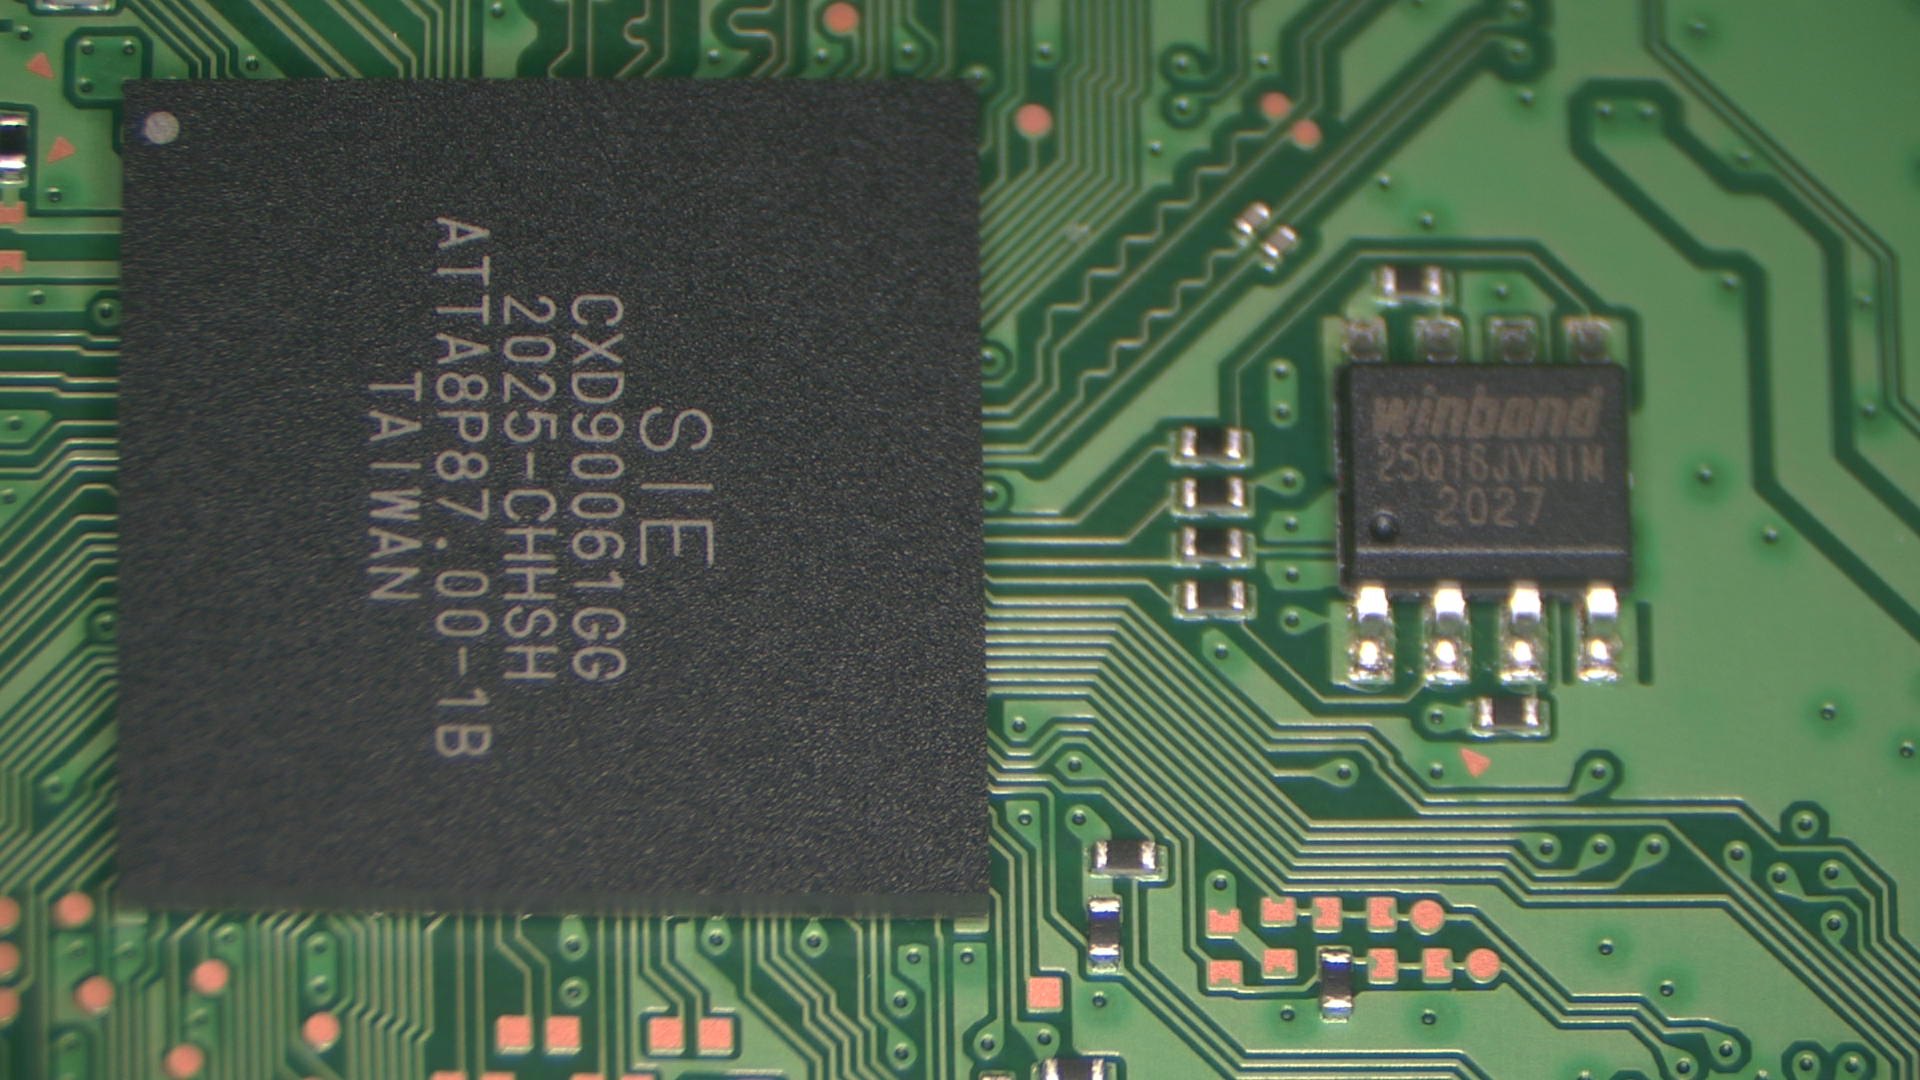 SIE
CXD90061GG
2025-CHHSH
ATTA8P87.00-1B
TAIWAN
winbond
25Q16JVNIM
2027